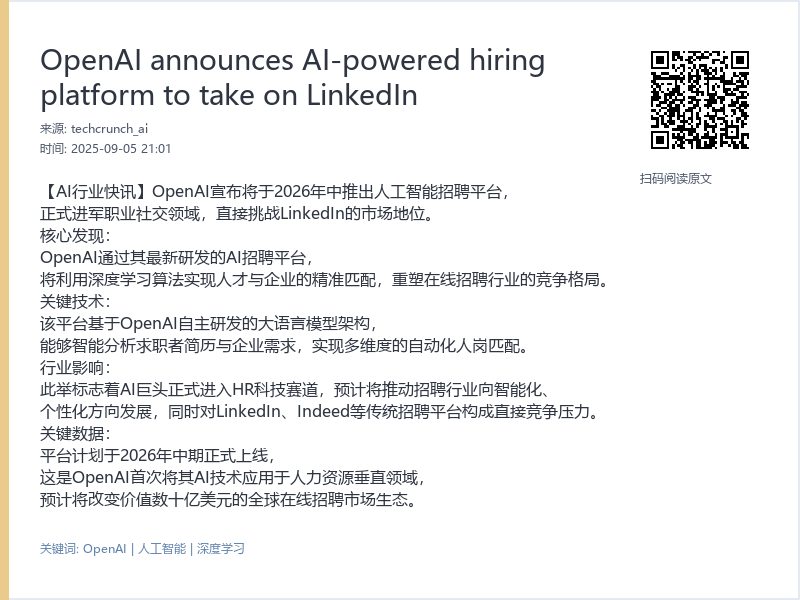 OpenAI announces AI-powered hiring
platform to take on LinkedIn
来源: techcrunch_ai
时间: 2025-09-05 21:01
扫码阅读原文
【AI行业快讯】OpenAI宣布将于2026年中推出人工智能招聘平台，
正式进军职业社交领域，直接挑战LinkedIn的市场地位。
核心发现：
OpenAI通过其最新研发的AI招聘平台，
将利用深度学习算法实现人才与企业的精准匹配，重塑在线招聘行业的竞争格局。
关键技术：
该平台基于OpenAI自主研发的大语言模型架构，
能够智能分析求职者简历与企业需求，实现多维度的自动化人岗匹配。
行业影响：
此举标志着AI巨头正式进入HR科技赛道，预计将推动招聘行业向智能化、
个性化方向发展，同时对LinkedIn、Indeed等传统招聘平台构成直接竞争压力。
关键数据：
平台计划于2026年中期正式上线，
这是OpenAI首次将其AI技术应用于人力资源垂直领域，
预计将改变价值数十亿美元的全球在线招聘市场生态。
关键词: OpenAI | 人工智能 | 深度学习